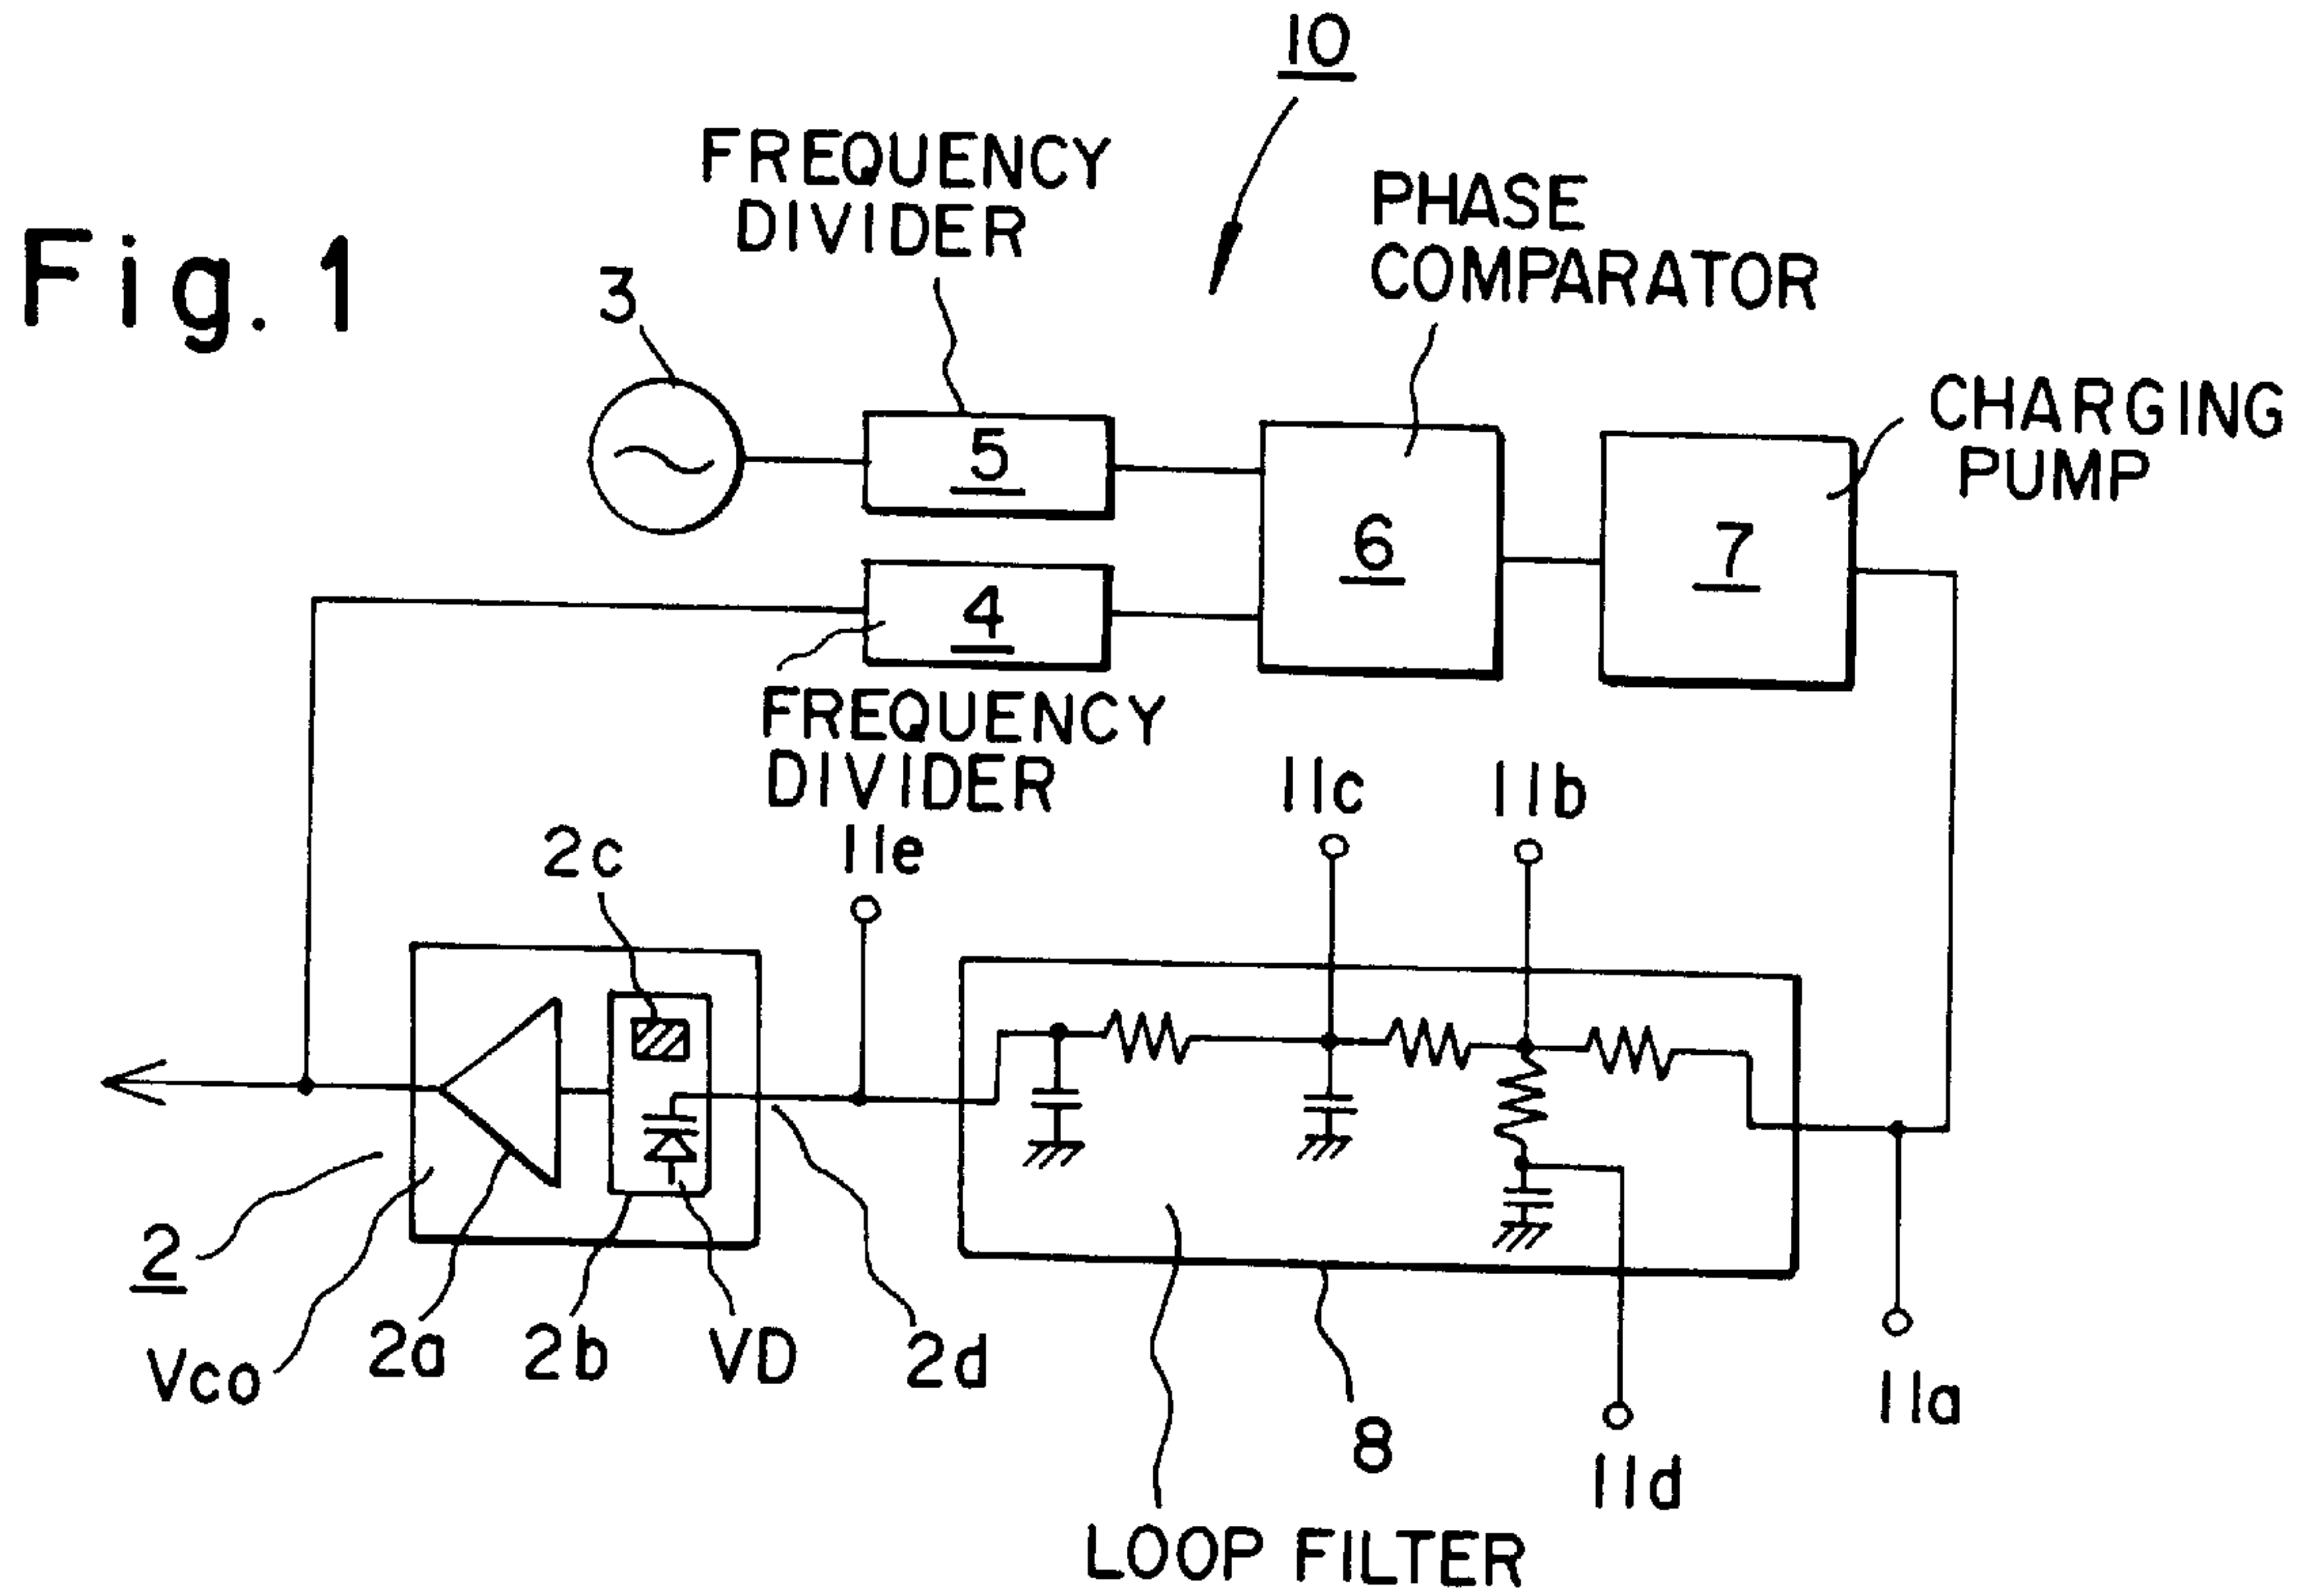 10
FREQUENCY
DIVIDER
PHASE
COMPARATOR
Fig. 1
3
CHARGING
PUMP
5
6
7
4
FREQUENCY
DIVIDER
11c
11b
2c
11e
2
Vco
2a
2b
VD
2d
8
11a
11d
LOOP FILTER